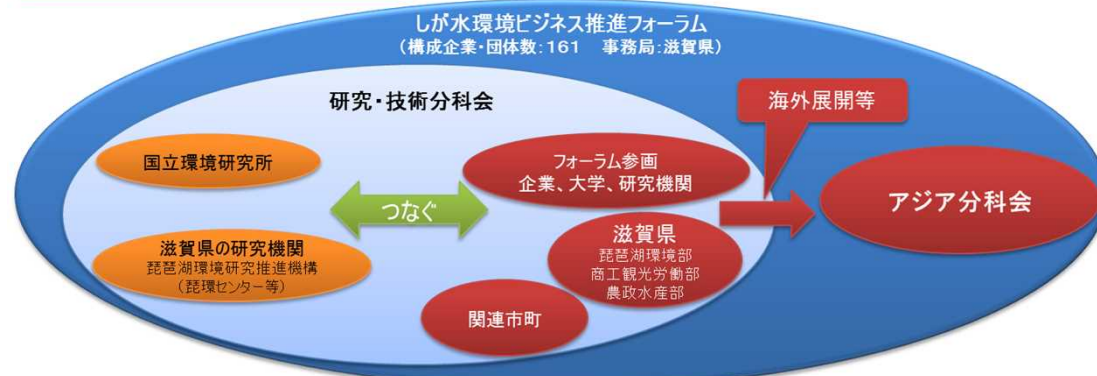 しが水環境ビジネス推進フォーラム
（構成企業・団体数：161　事務局：滋賀県）
研究・技術分科会
海外展開等
国立環境研究所
フォーラム参画
企業、大学、研究機関
つなぐ
アジア分科会
滋賀県の研究機関
琵琶湖環境研究推進機構
（琵環センター等）
滋賀県
琵琶湖環境部
商工観光労働部
農政水産部
関連市町